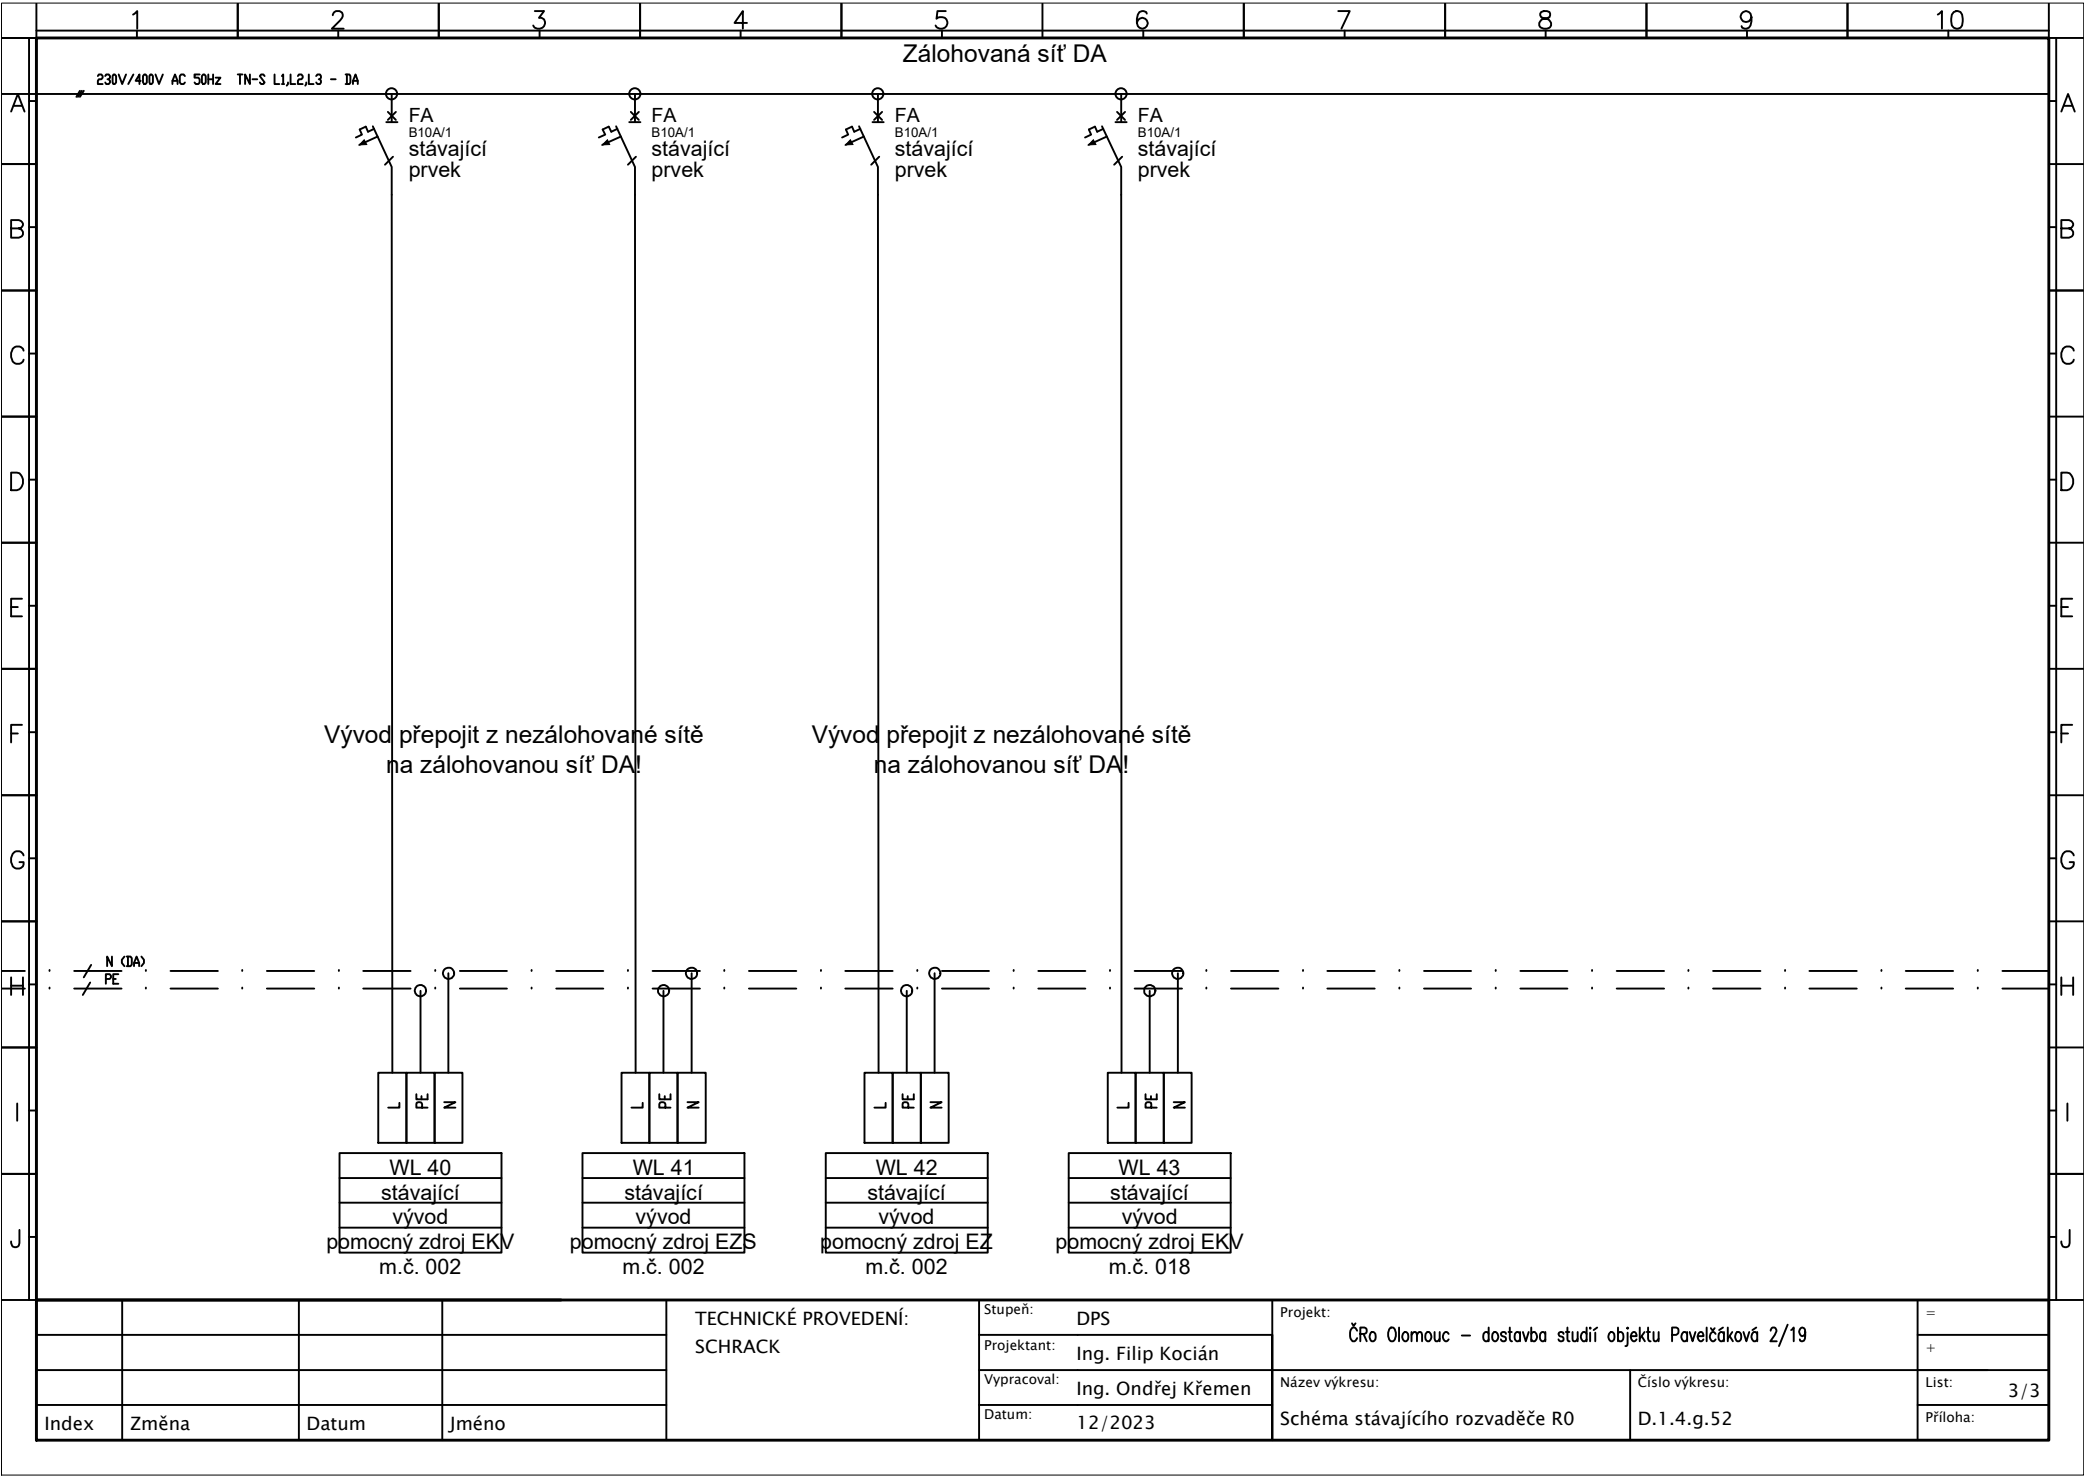 1 2 3 4 5 6 7 8 9 10
Zálohovaná síť DA
230V/400V AC 50Hz TN-S L1,L2,L3 - DA
A A
FA FA FA FA
B10A/1 B10A/1 B10A/1 B10A/1
stávající stávající stávající stávající
prvek prvek prvek prvek
B B
C C
D D
E E
F F
Vývod přepojit z nezálohované sítě Vývod přepojit z nezálohované sítě
na zálohovanou síť DA! na zálohovanou síť DA!
G G
N (DA)
PE
H H
L PE N L PE N L PE N L PE N
I I
WL 40 WL 41 WL 42 WL 43
stávající stávající stávající stávající
vývod vývod vývod vývod
J J
pomocný zdroj EKV pomocný zdroj EZS pomocný zdroj EZ pomocný zdroj EKV
m.č. 002 m.č. 002 m.č. 002 m.č. 018
TECHNICKÉ PROVEDENÍ:
SCHRACK
Stupeň: DPS
Projektant: Ing. Filip Kocián
Vypracoval: Ing. Ondřej Křemen
Datum: 12/2023
Projekt:
ČRo Olomouc – dostavba studií objektu Pavelčáková 2/19
=
+
Název výkresu:
Schéma stávajícího rozvaděče R0
Číslo výkresu:
D.1.4.g.52
List: 3/3
Příloha:
Index Změna Datum Jméno